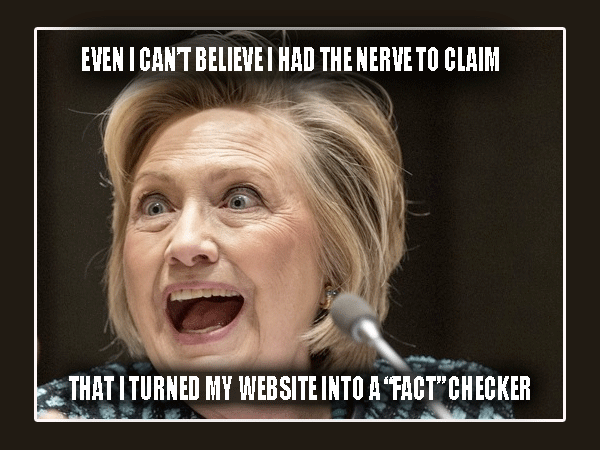 EVEN I CAN'T BELIEVE I HAD THE NERVE TO CLAIM
THAT I TURNED MY WEBSITE INTO A “FACT” CHECKER